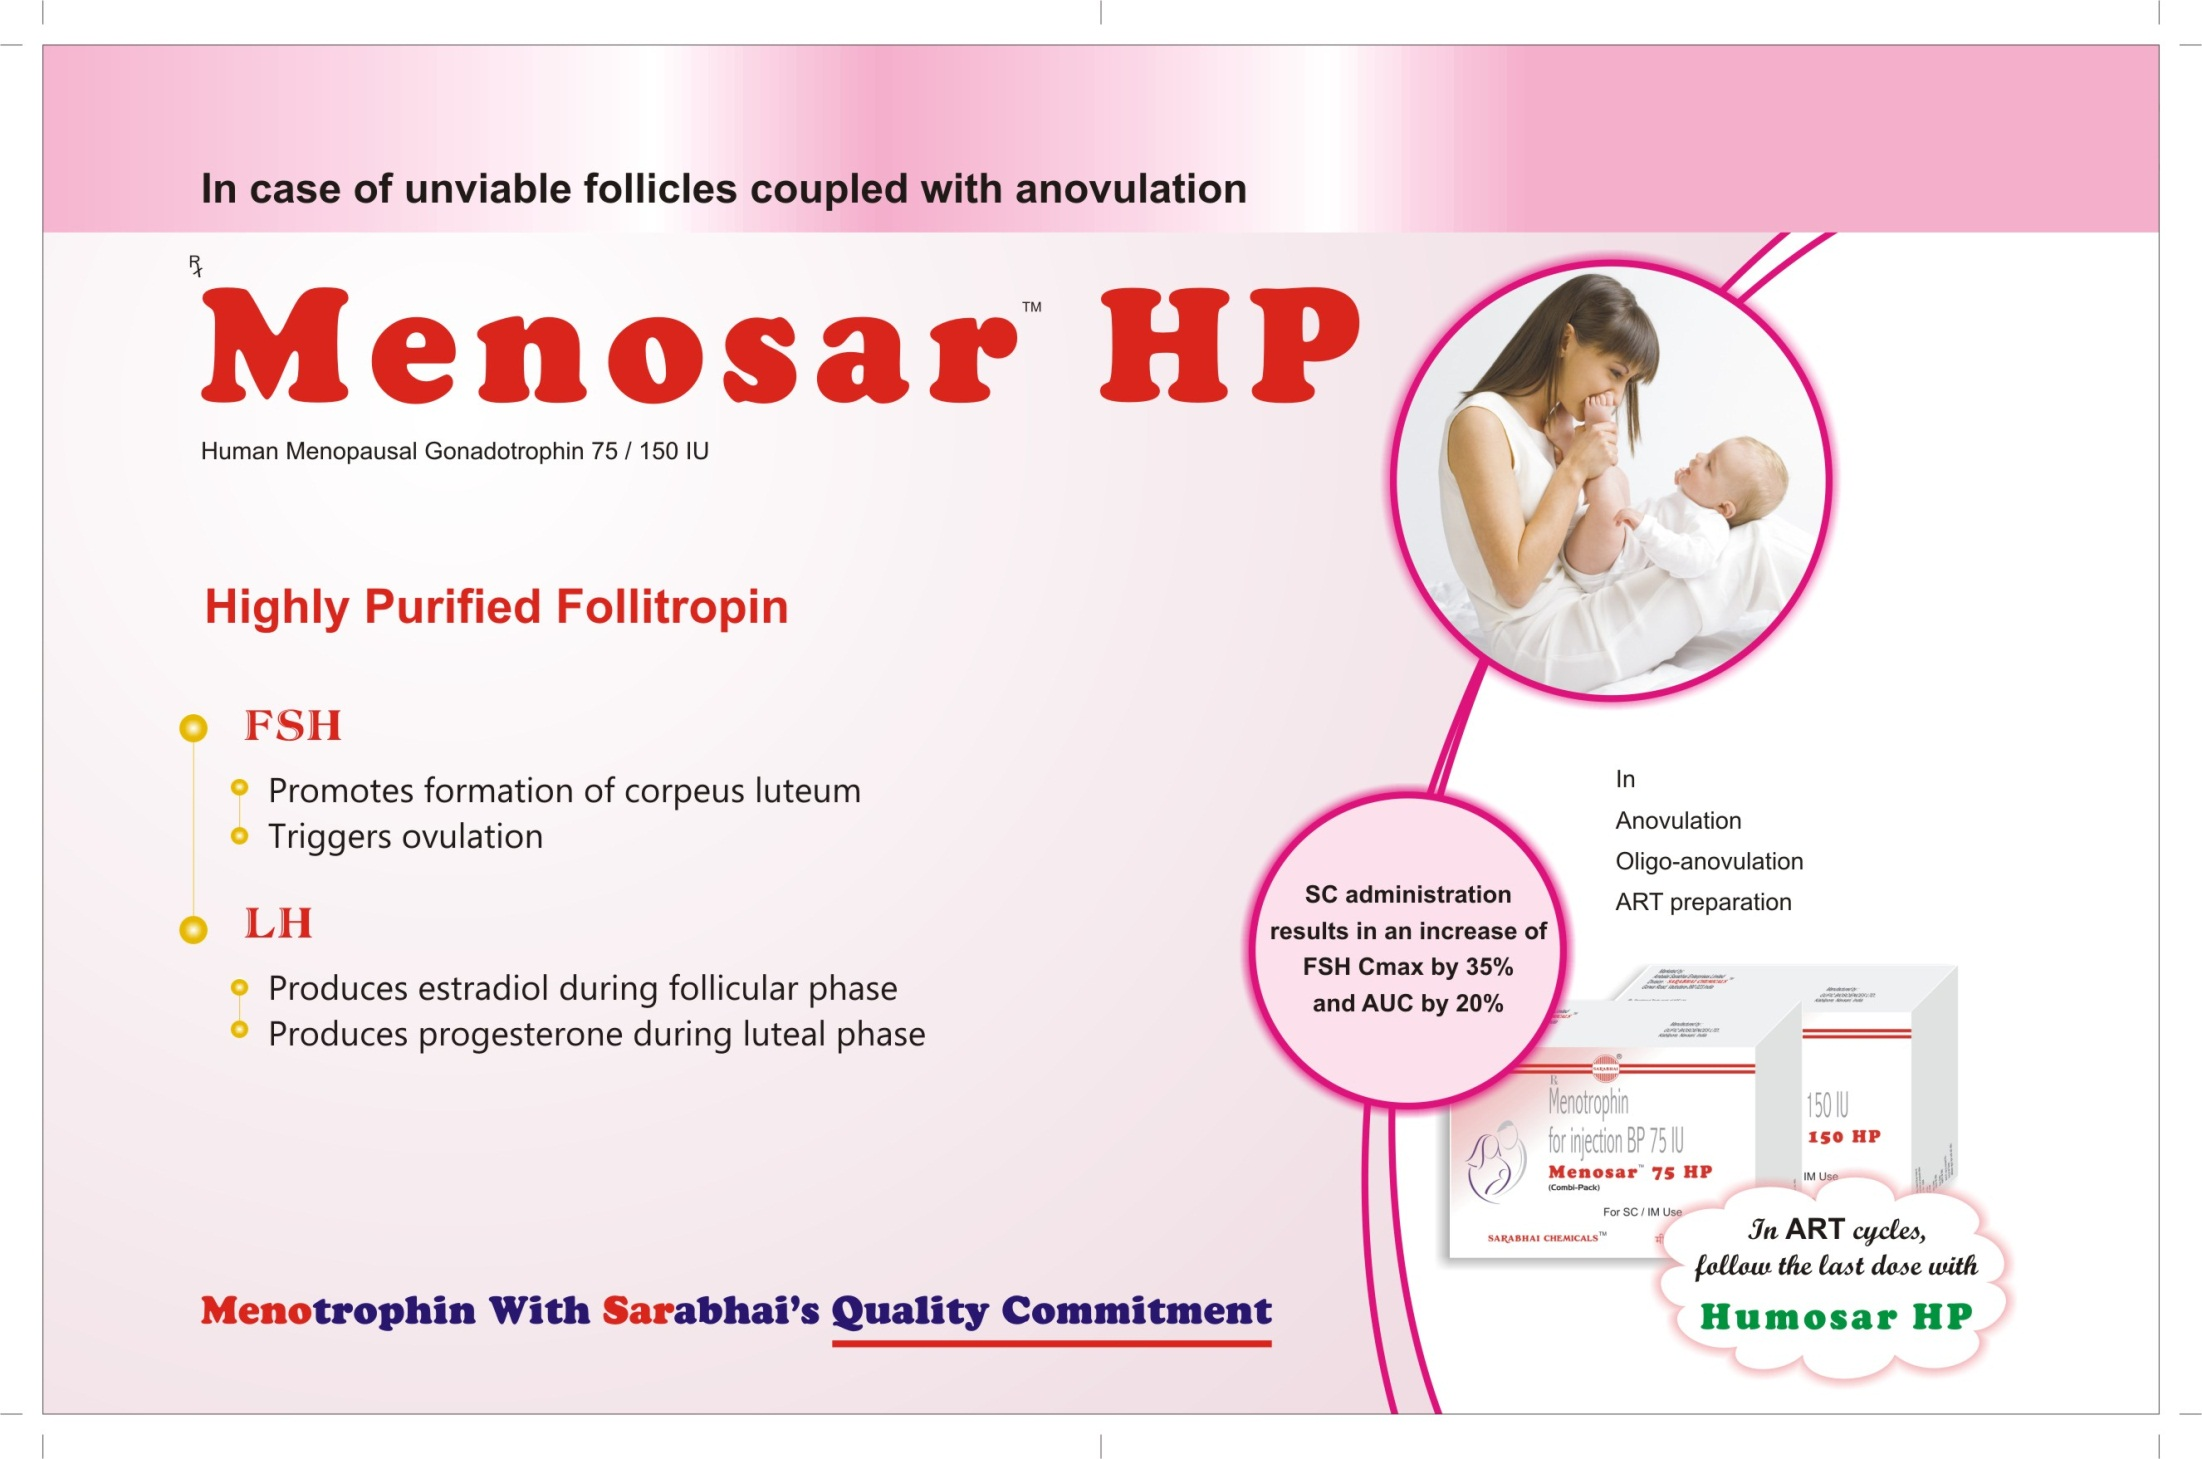 In case of unviable follicles coupled with anovulation
℞
Menosar™ HP
Human Menopausal Gonadotrophin 75 / 150 IU
Highly Purified Follitropin
FSH
Promotes formation of corpeus luteum
Triggers ovulation
LH
Produces estradiol during follicular phase
Produces progesterone during luteal phase
Menotrophin With Sarabhai's Quality Commitment
SC administration
results in an increase of
FSH Cmax by 35%
and AUC by 20%
In
Anovulation
Oligo-anovulation
ART preparation
150 IU
150 HP
IM Use
SARABHAI
®
℞
Menotrophin
for injection BP 75 IU
Menosar™ 75 HP
(Combi-Pack)
For SC / IM Use
SARABHAI CHEMICALS™
In ART cycles,
follow the last dose with
Humosar HP